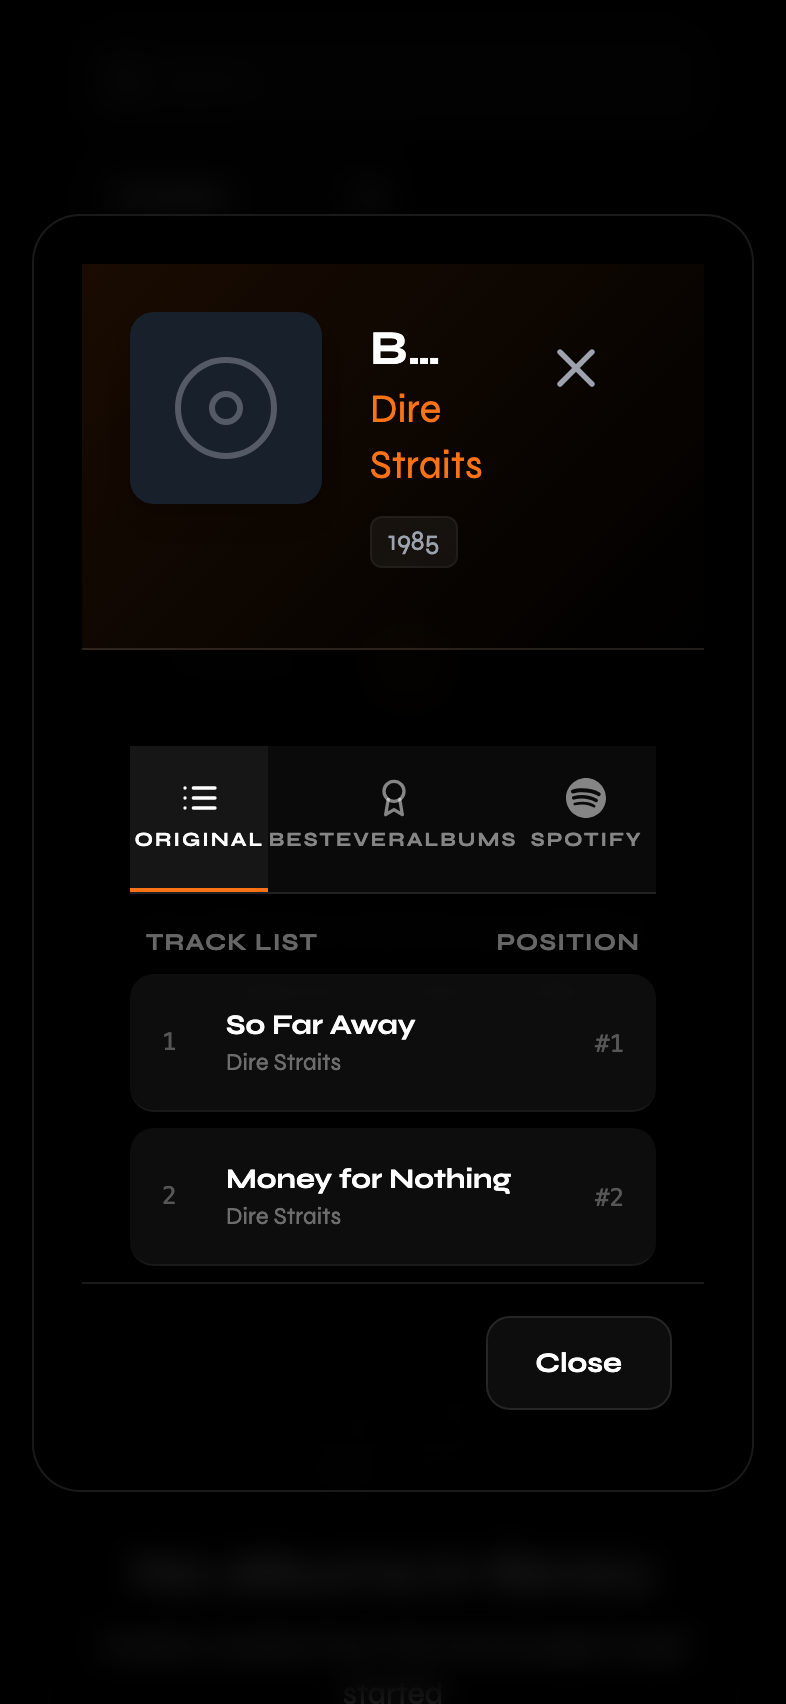 B...
Dire
Straits
1985
ORIGINAL BESTEVERALBUMS SPOTIFY
TRACK LIST POSITION
1 So Far Away #1
Dire Straits
2 Money for Nothing #2
Dire Straits
Close
started